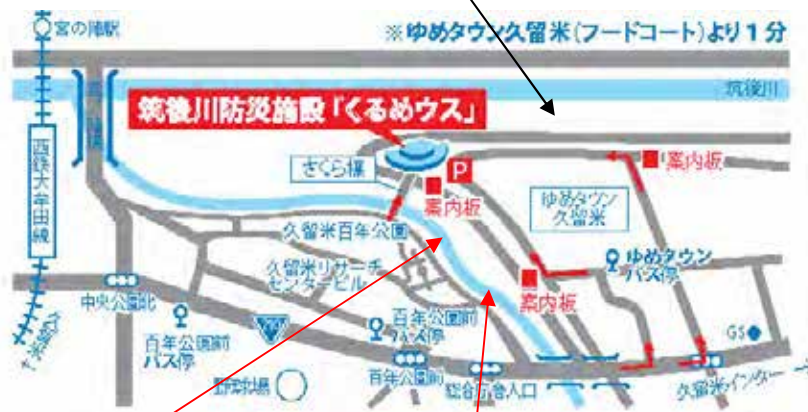 宮の陣駅
※ゆめタウン久留米(フードコート)より1分
筑後川
筑後川防災施設「くるめウス」
西鉄大牟田線
さくら橋
P
案内板
案内板
ゆめタウン
久留米
久留米百年公園
久留米リサーチ
センタービル
ゆめタウン
バス停
案内板
中央公園北
百年公園前
バス停
百年公園前
バス停
GS
野球場
百年公園前
総合庁舎入口
久留米インター